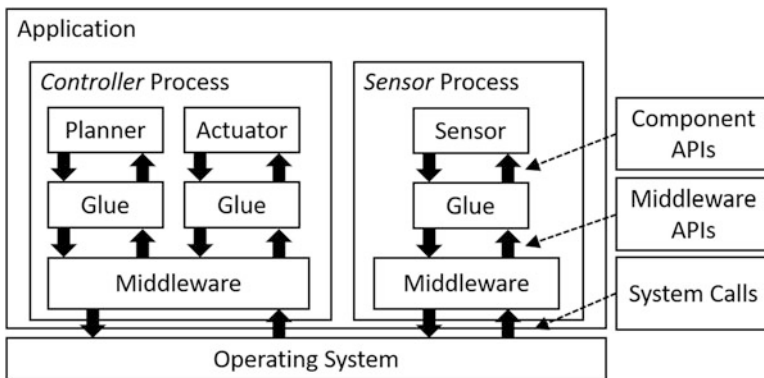 Application
Controller Process
Sensor Process
Planner
Actuator
Sensor
Component
APIs
Glue
Glue
Glue
Middleware
APIs
Middleware
Middleware
System Calls
Operating System